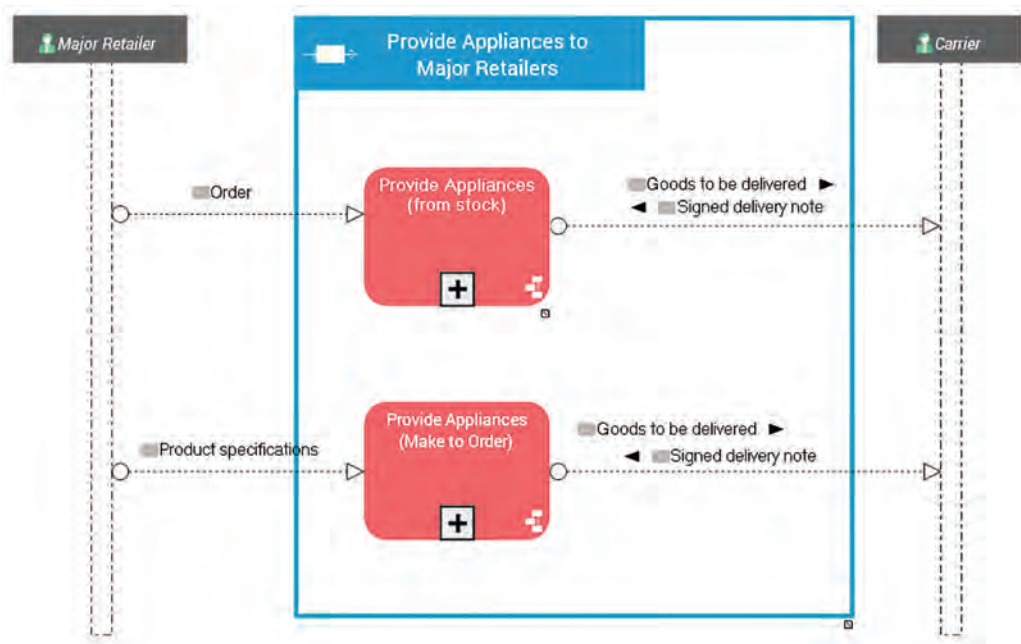 Major Retailer
Provide Appliances to
Major Retailers
Carrier
Order
Provide Appliances
(from stock)
Goods to be delivered
Signed delivery note
Product specifications
Provide Appliances
(Make to Order)
Goods to be delivered
Signed delivery note